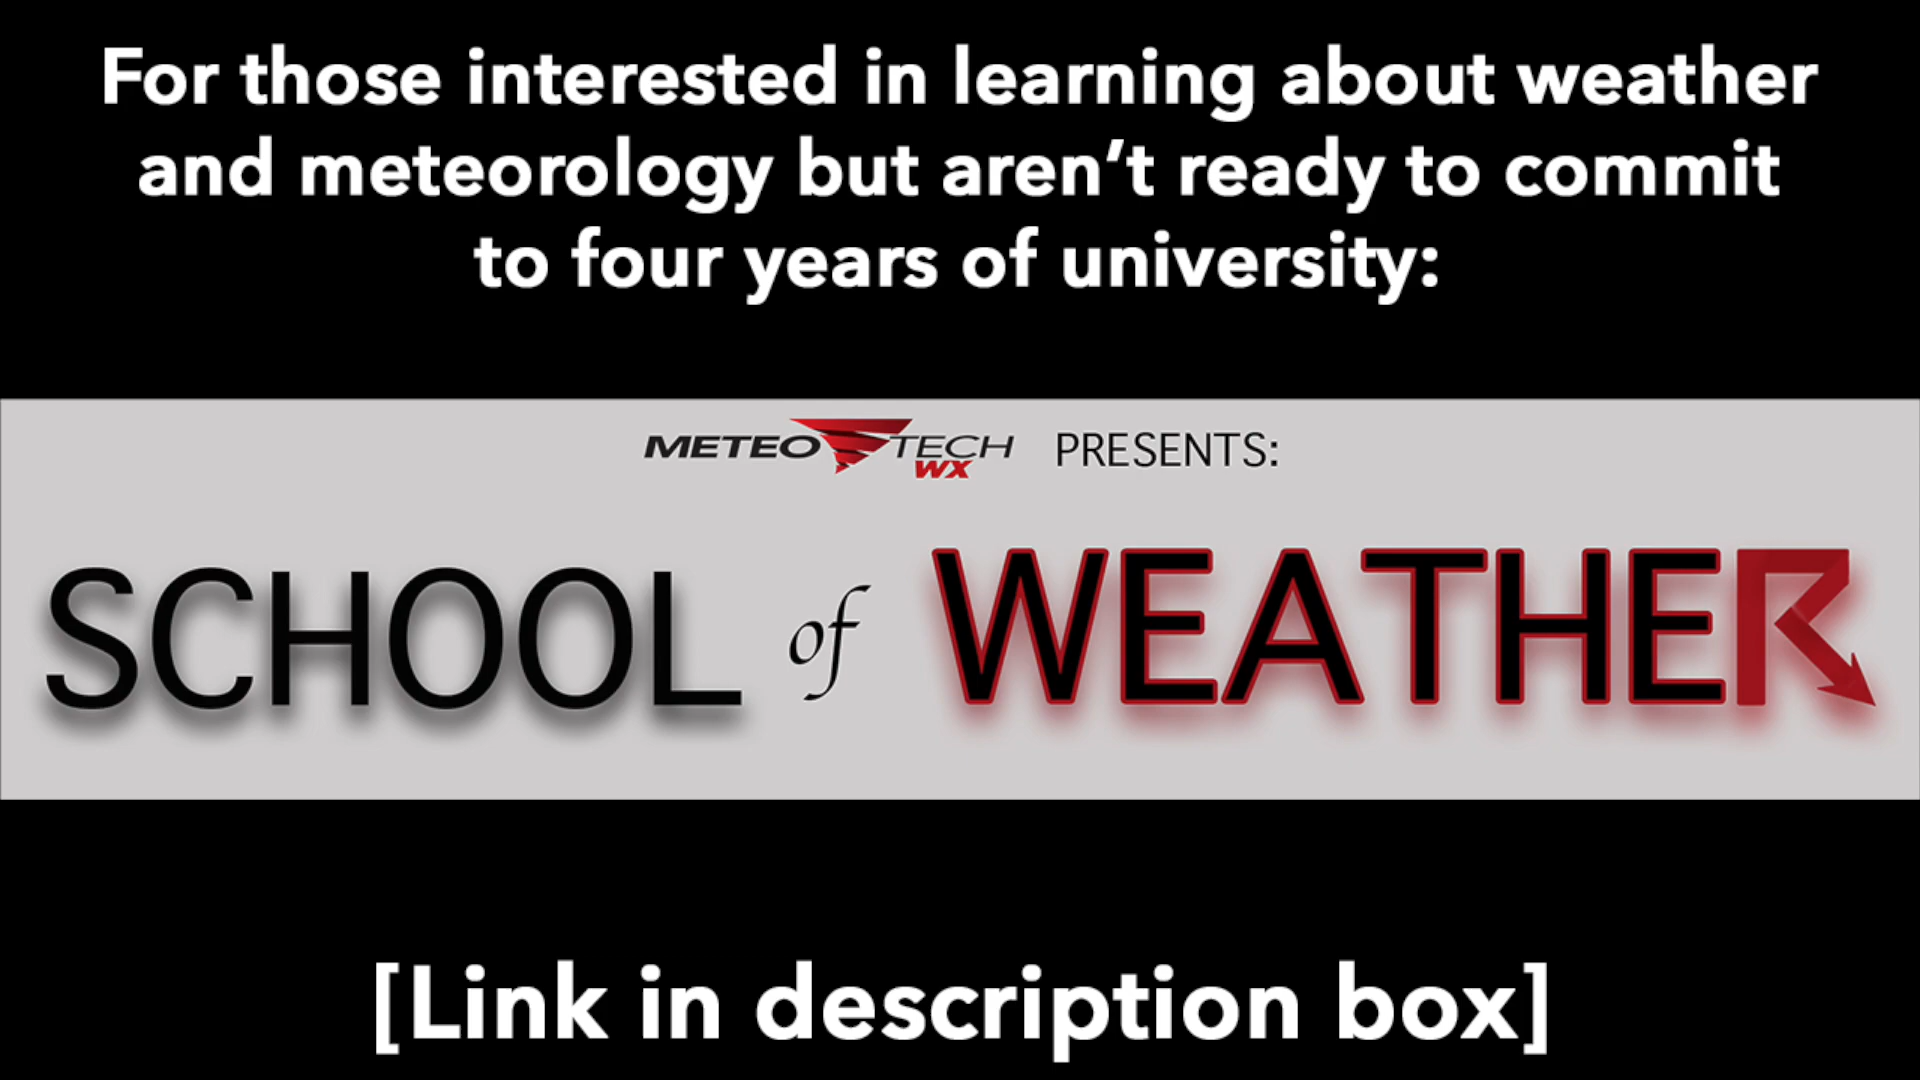 For those interested in learning about weather
and meteorology but aren’t ready to commit
to four years of university:
METEO TECH WX PRESENTS:
SCHOOL of WEATHER
[Link in description box]